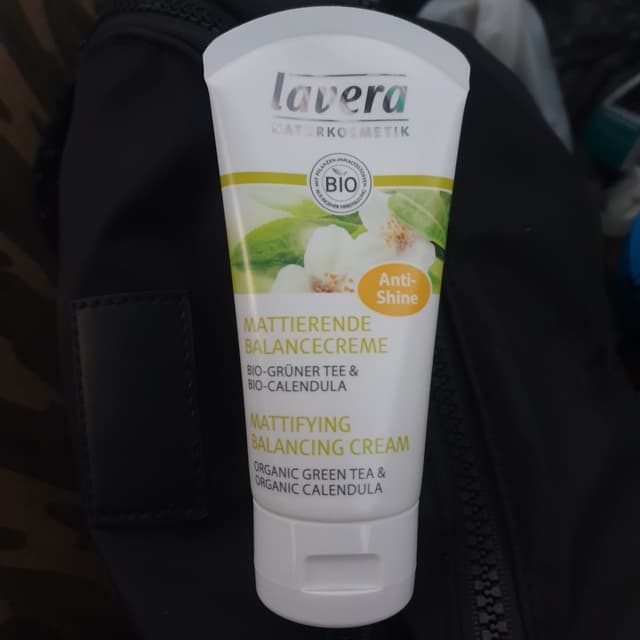 lavera
NATURKOSMETIK
BIO
Anti-
Shine
MATTIERENDE
BALANCECREME
BIO-GRÜNER TEE &
BIO-CALENDULA
MATTIFYING
BALANCING CREAM
ORGANIC GREEN TEA &
ORGANIC CALENDULA